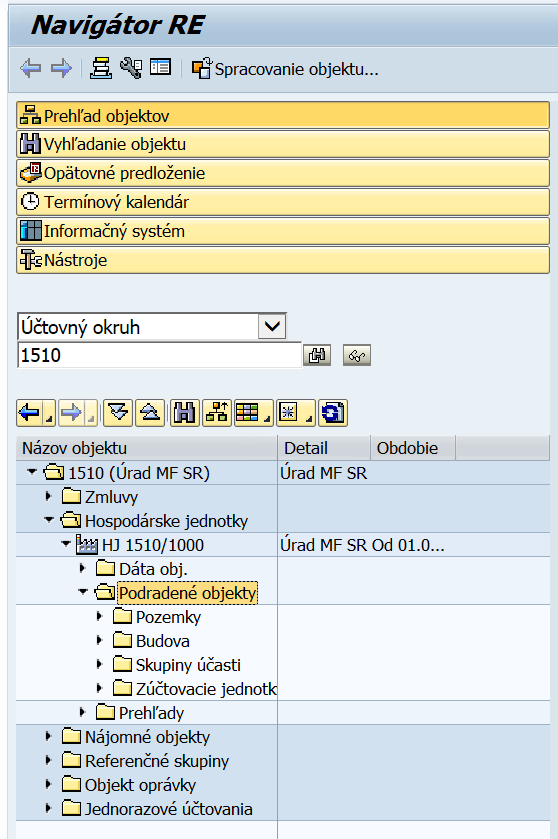 Navigátor RE
Spracovanie objektu...
Prehľad objektov
Vyhľadanie objektu
Opätovné predloženie
Termínový kalendár
Informačný systém
Nástroje
Účtovný okruh
1510
Názov objektu Detail Obdobie
1510 (Úrad MF SR) Úrad MF SR
Zmluvy
Hospodárske jednotky
HJ 1510/1000 Úrad MF SR Od 01.0...
Dáta obj.
Podradené objekty
Pozemky
Budova
Skupiny účasti
Zúčtovacie jednotk
Prehľady
Nájomné objekty
Referenčné skupiny
Objekt oprávky
Jednorazové účtovania